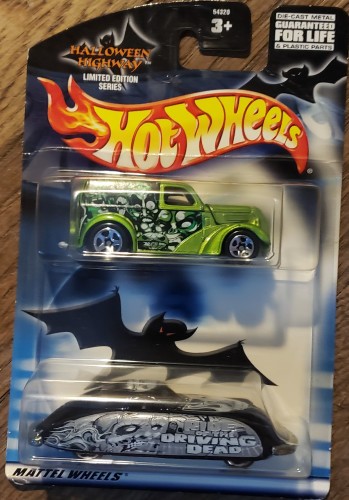 54320
3+
DIE-CAST METAL
GUARANTEED
FOR LIFE
& PLASTIC PARTS
HALLOWEEN
HIGHWAY
LIMITED EDITION
SERIES
HOT WHEELS
DRIVING
DEAD
MATTEL WHEELS